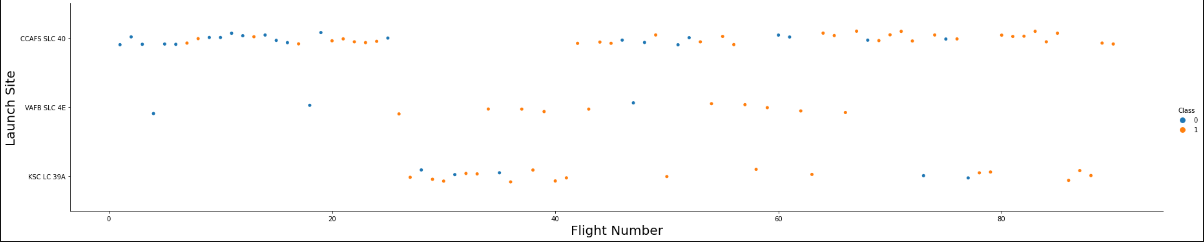 CCAFS SLC 40
VAFB SLC 4E
KSC LC 39A
Launch Site
0 20 40 60 80
Flight Number
Class
0
1